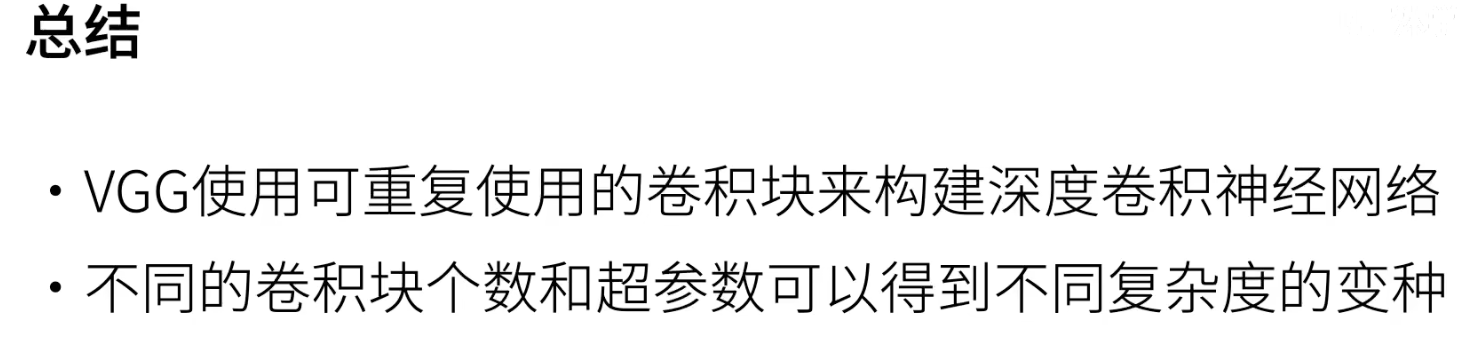 总结
• VGG使用可重复使用的卷积块来构建深度卷积神经网络
• 不同的卷积块个数和超参数可以得到不同复杂度的变种